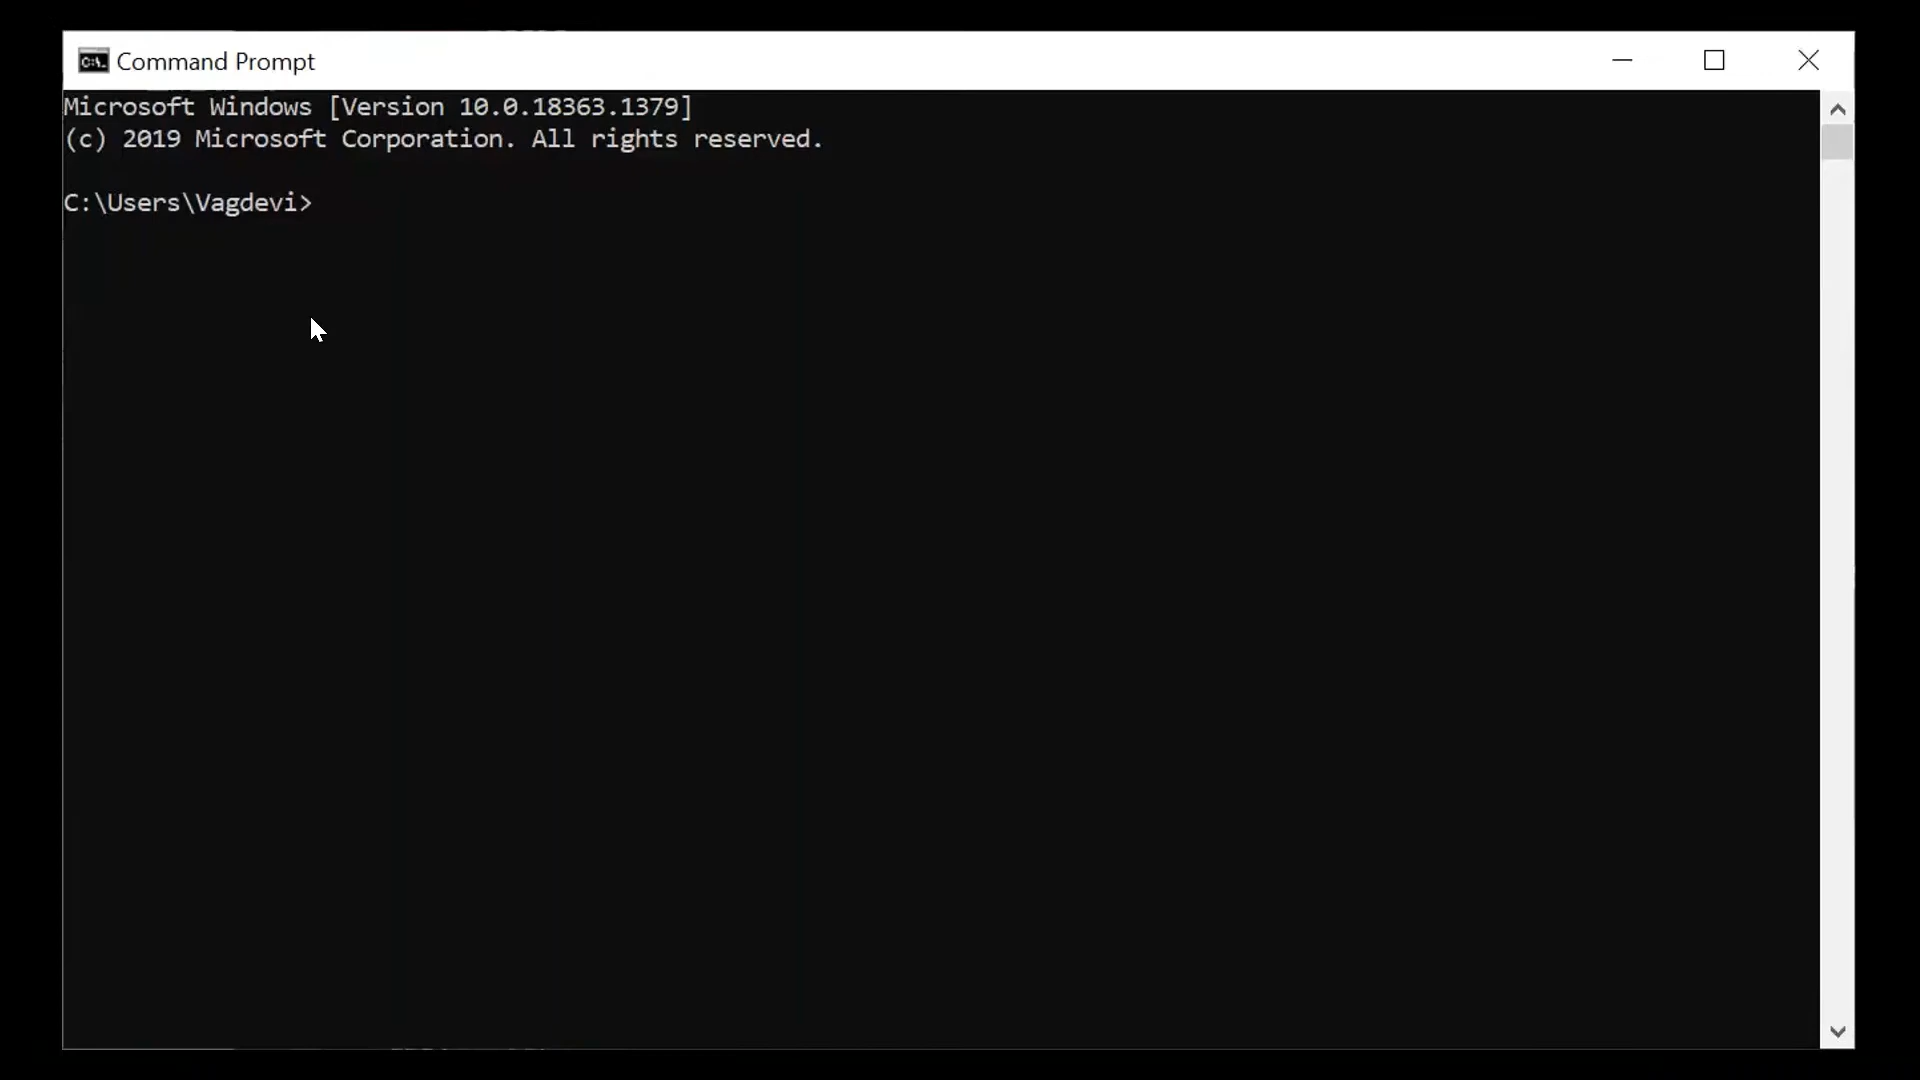 Command Prompt
Microsoft Windows [Version 10.0.18363.1379]
(c) 2019 Microsoft Corporation. All rights reserved.
C:\Users\Vagdevi>